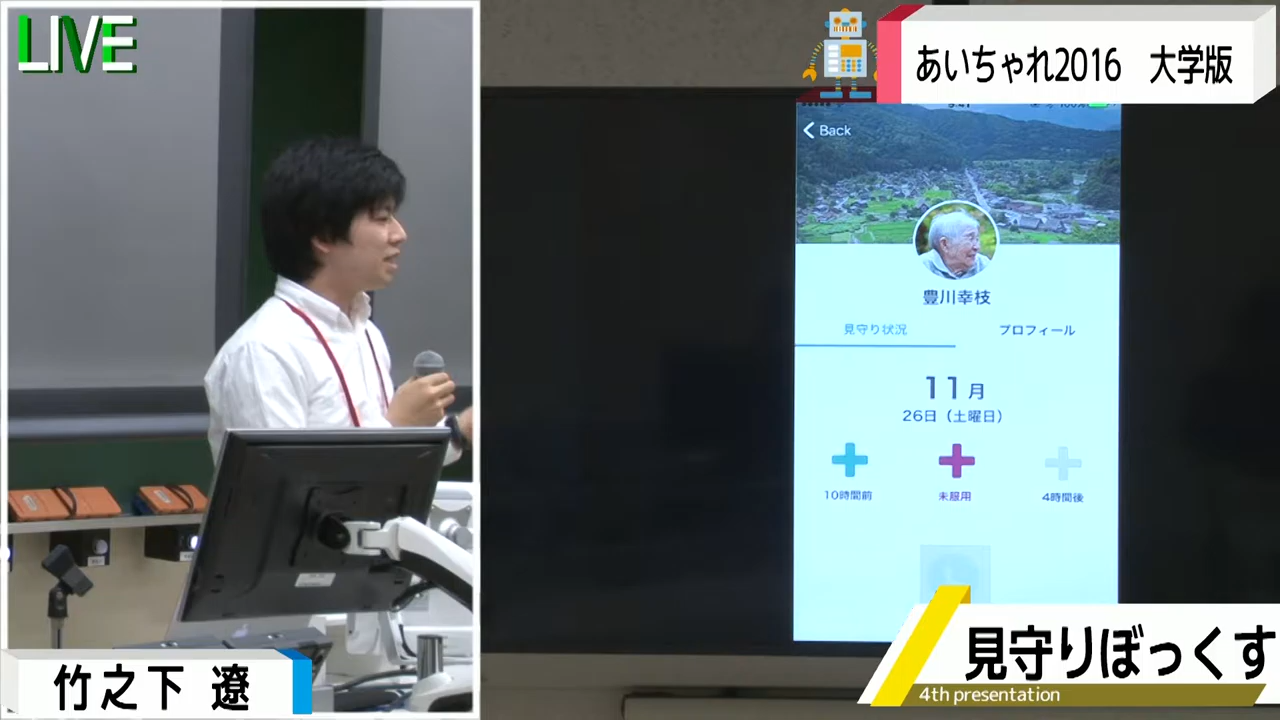 LIVE
あいちゃれ2016　大学版
9:41
100%
Back
豊川幸枝
見守り状況
プロフィール
11月
26日（土曜日）
10時間前
未服用
4時間後
見守りぼっくす
4th presentation
竹之下 遼